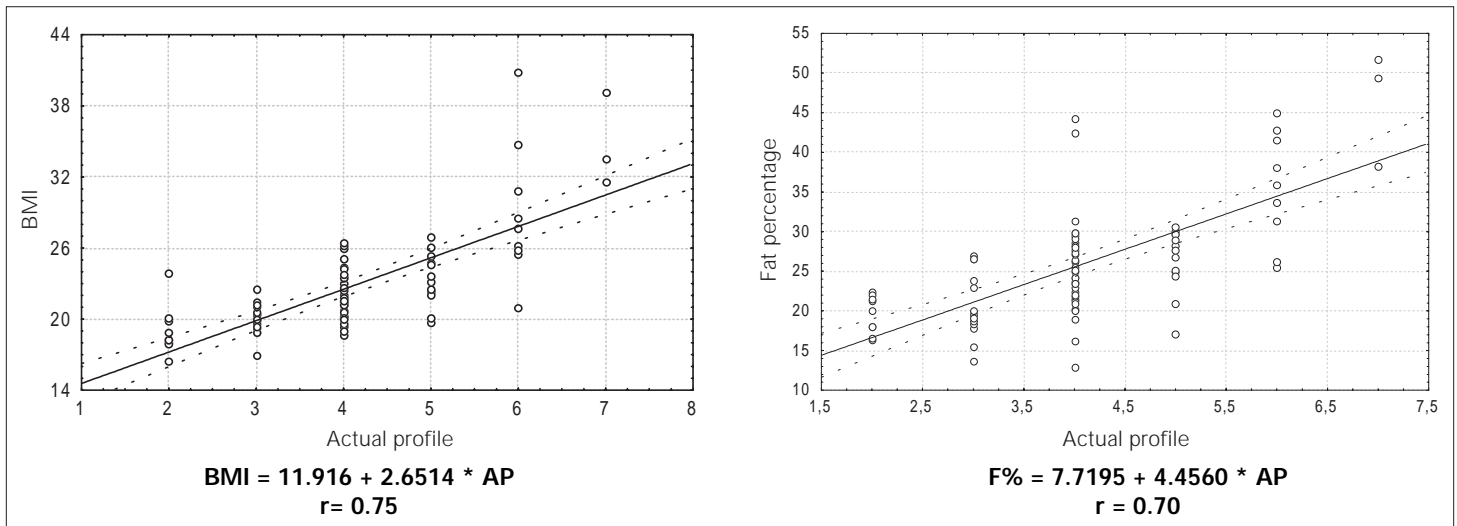 BMI
44
38
32
26
20
14
1 2 3 4 5 6 7 8
Actual profile
BMI = 11.916 + 2.6514 * AP
r= 0.75
Fat percentage
55
50
45
40
35
30
25
20
15
10
1,5 2,5 3,5 4,5 5,5 6,5 7,5
Actual profile
F% = 7.7195 + 4.4560 * AP
r = 0.70